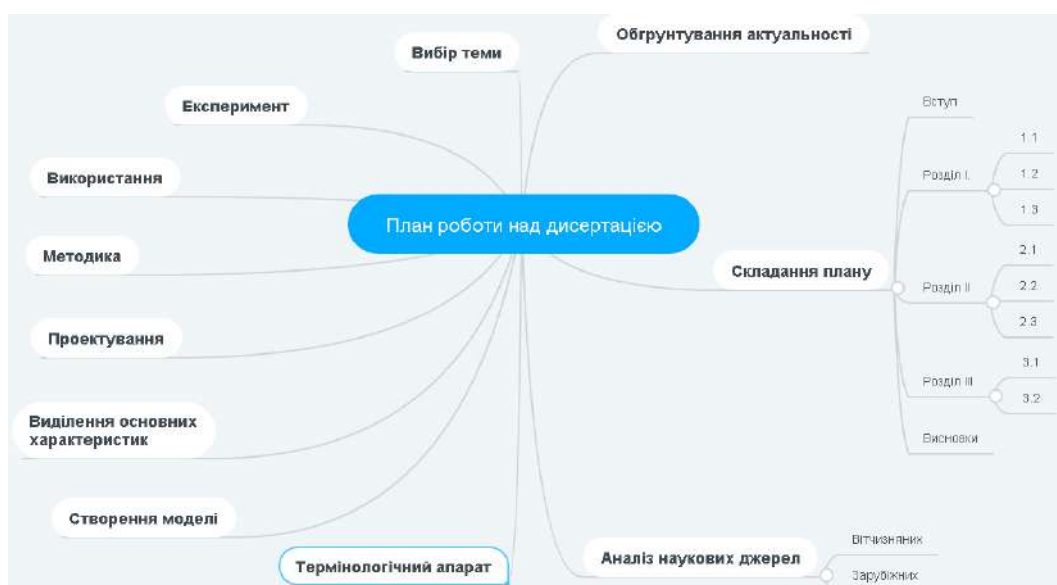 План роботи над дисертацією
Вибір теми
Обгрунтування актуальності
Експеримент
Використання
Методика
Проектування
Виділення основних
характеристик
Створення моделі
Термінологічний апарат
Складання плану
Вступ
Розділ I.
1.1
1.2
1.3
Розділ II
2.1
2.2
2.3
Розділ III
3.1
3.2
Висновки
Аналіз наукових джерел
Вітчизняних
Зарубіжних